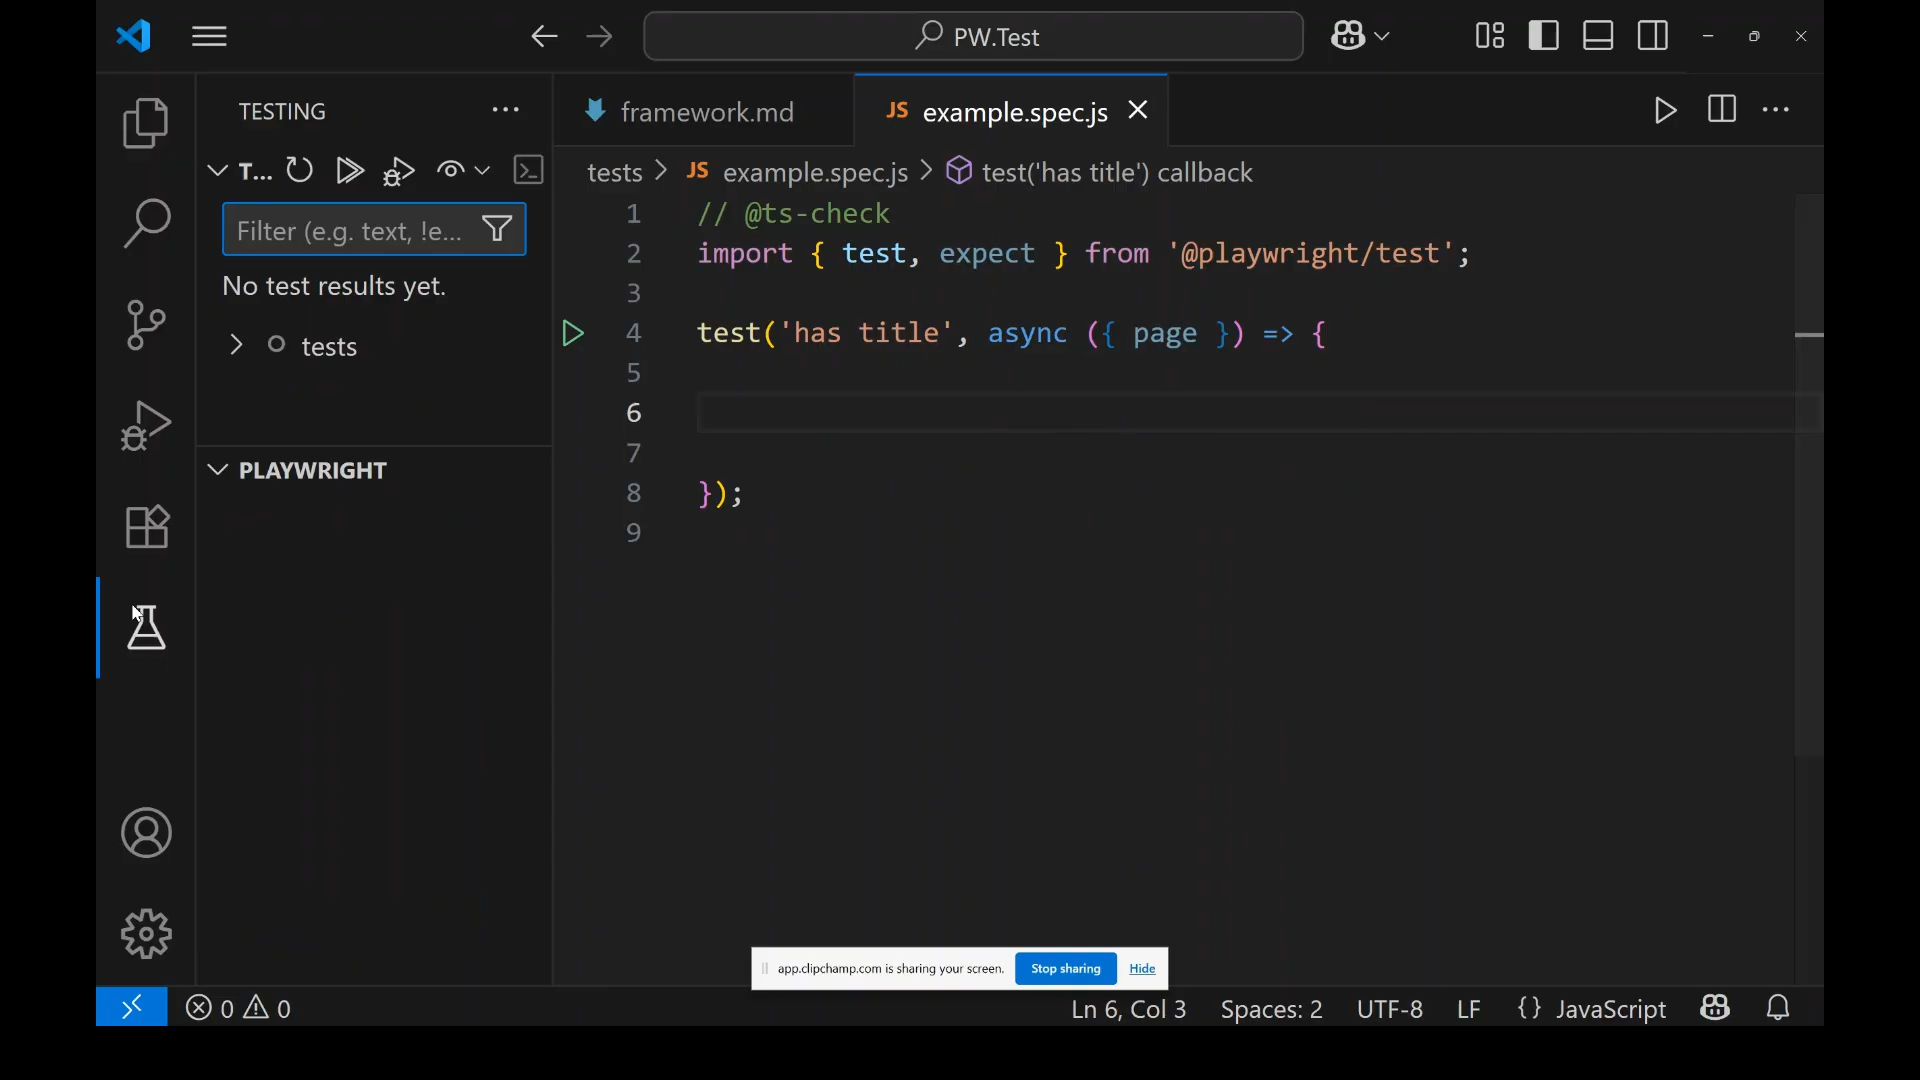 PW.Test
TESTING
T...
Filter (e.g. text, !e...
No test results yet.
tests
PLAYWRIGHT
framework.md
JS example.spec.js
tests > JS example.spec.js > test('has title') callback
1 // @ts-check
2 import { test, expect } from '@playwright/test';
3
4 test('has title', async ({ page }) => {
5
6
7
8 });
9
app.clipchamp.com is sharing your screen. Stop sharing Hide
0 0 Ln 6, Col 3 Spaces: 2 UTF-8 LF {} JavaScript